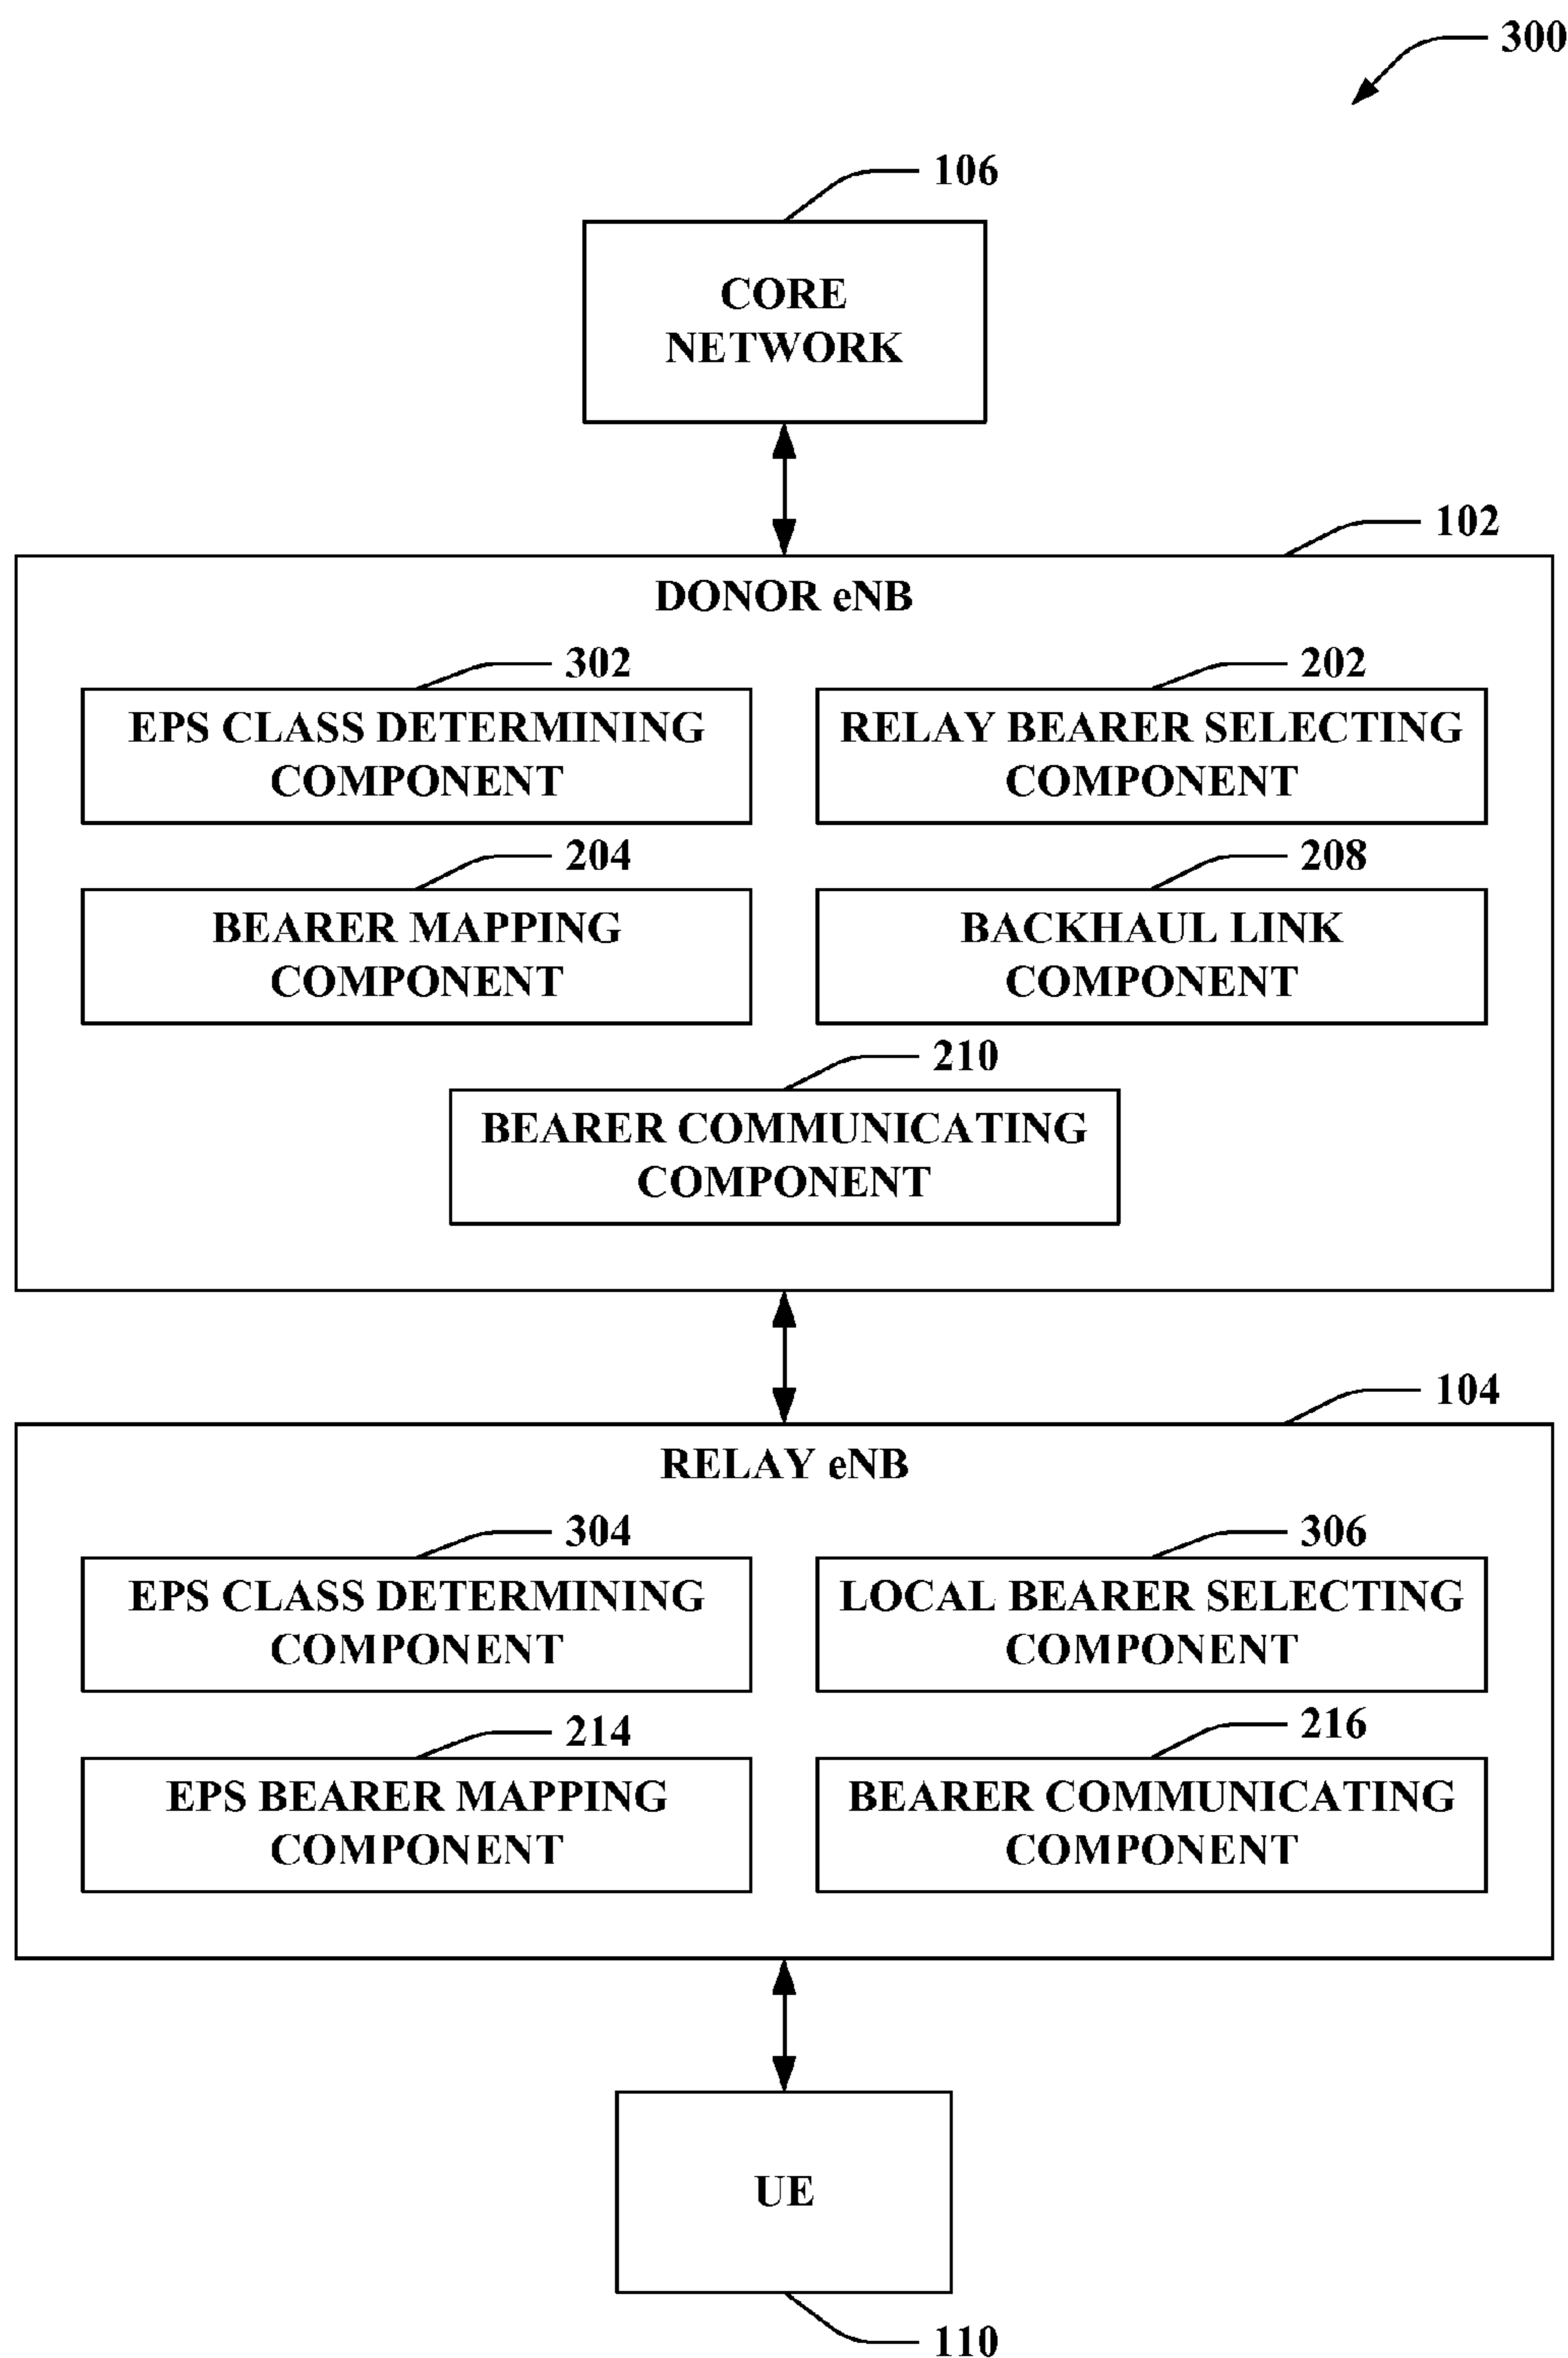 300
106
CORE
NETWORK
102
DONOR eNB
302
EPS CLASS DETERMINING
COMPONENT
202
RELAY BEARER SELECTING
COMPONENT
204
BEARER MAPPING
COMPONENT
208
BACKHAUL LINK
COMPONENT
210
BEARER COMMUNICATING
COMPONENT
104
RELAY eNB
304
EPS CLASS DETERMINING
COMPONENT
306
LOCAL BEARER SELECTING
COMPONENT
214
EPS BEARER MAPPING
COMPONENT
216
BEARER COMMUNICATING
COMPONENT
UE
110